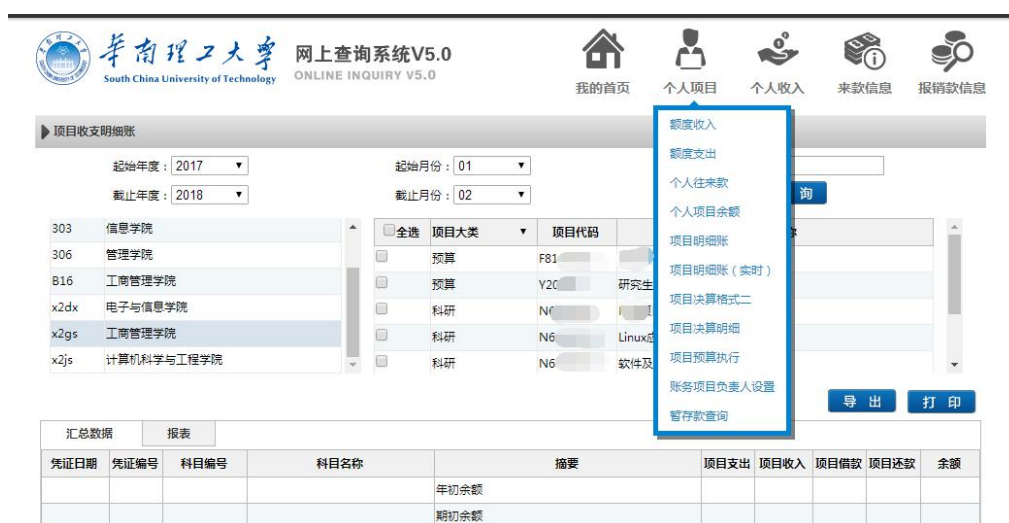 華南理工大學
South China University of Technology
网上查询系统V5.0
ONLINE INQUIRY V5.0
我的首页 个人项目 个人收入 来款信息 报销款信息
项目收支明细账
起始年度: 2017 起始月份: 01
截止年度: 2018 截止月份: 02
询
额度收入
额度支出
个人往来款
个人项目余额
项目明细账
项目明细账(实时)
项目决算格式二
项目决算明细
项目预算执行
账务项目负责人设置
暂存款查询
303 信息学院
306 管理学院
B16 工商管理学院
x2dx 电子与信息学院
x2gs 工商管理学院
x2js 计算机科学与工程学院
全选 项目大类 项目代码
预算 F81
预算 Y20 研究生
科研
科研 N6 Linux应
科研 N6 软件及
导 出 打 印
汇总数据 报表
凭证日期 凭证编号 科目编号 科目名称 摘要 项目支出 项目收入 项目借款 项目还款 余额
年初余额
期初余额